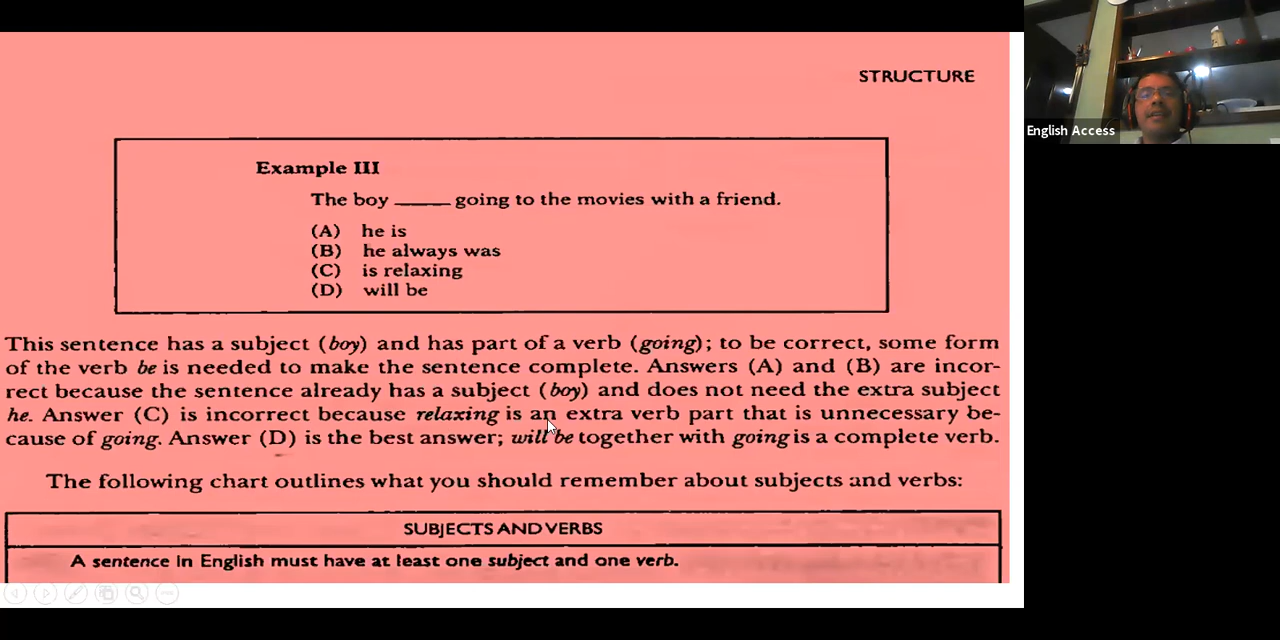 STRUCTURE
Example III
The boy _____ going to the movies with a friend.
(A) he is
(B) he always was
(C) is relaxing
(D) will be
This sentence has a subject (boy) and has part of a verb (going); to be correct, some form
of the verb be is needed to make the sentence complete. Answers (A) and (B) are incor-
rect because the sentence already has a subject (boy) and does not need the extra subject
he. Answer (C) is incorrect because relaxing is an extra verb part that is unnecessary be-
cause of going. Answer (D) is the best answer; will be together with going is a complete verb.
The following chart outlines what you should remember about subjects and verbs:
SUBJECTS AND VERBS
A sentence in English must have at least one subject and one verb.
English Access